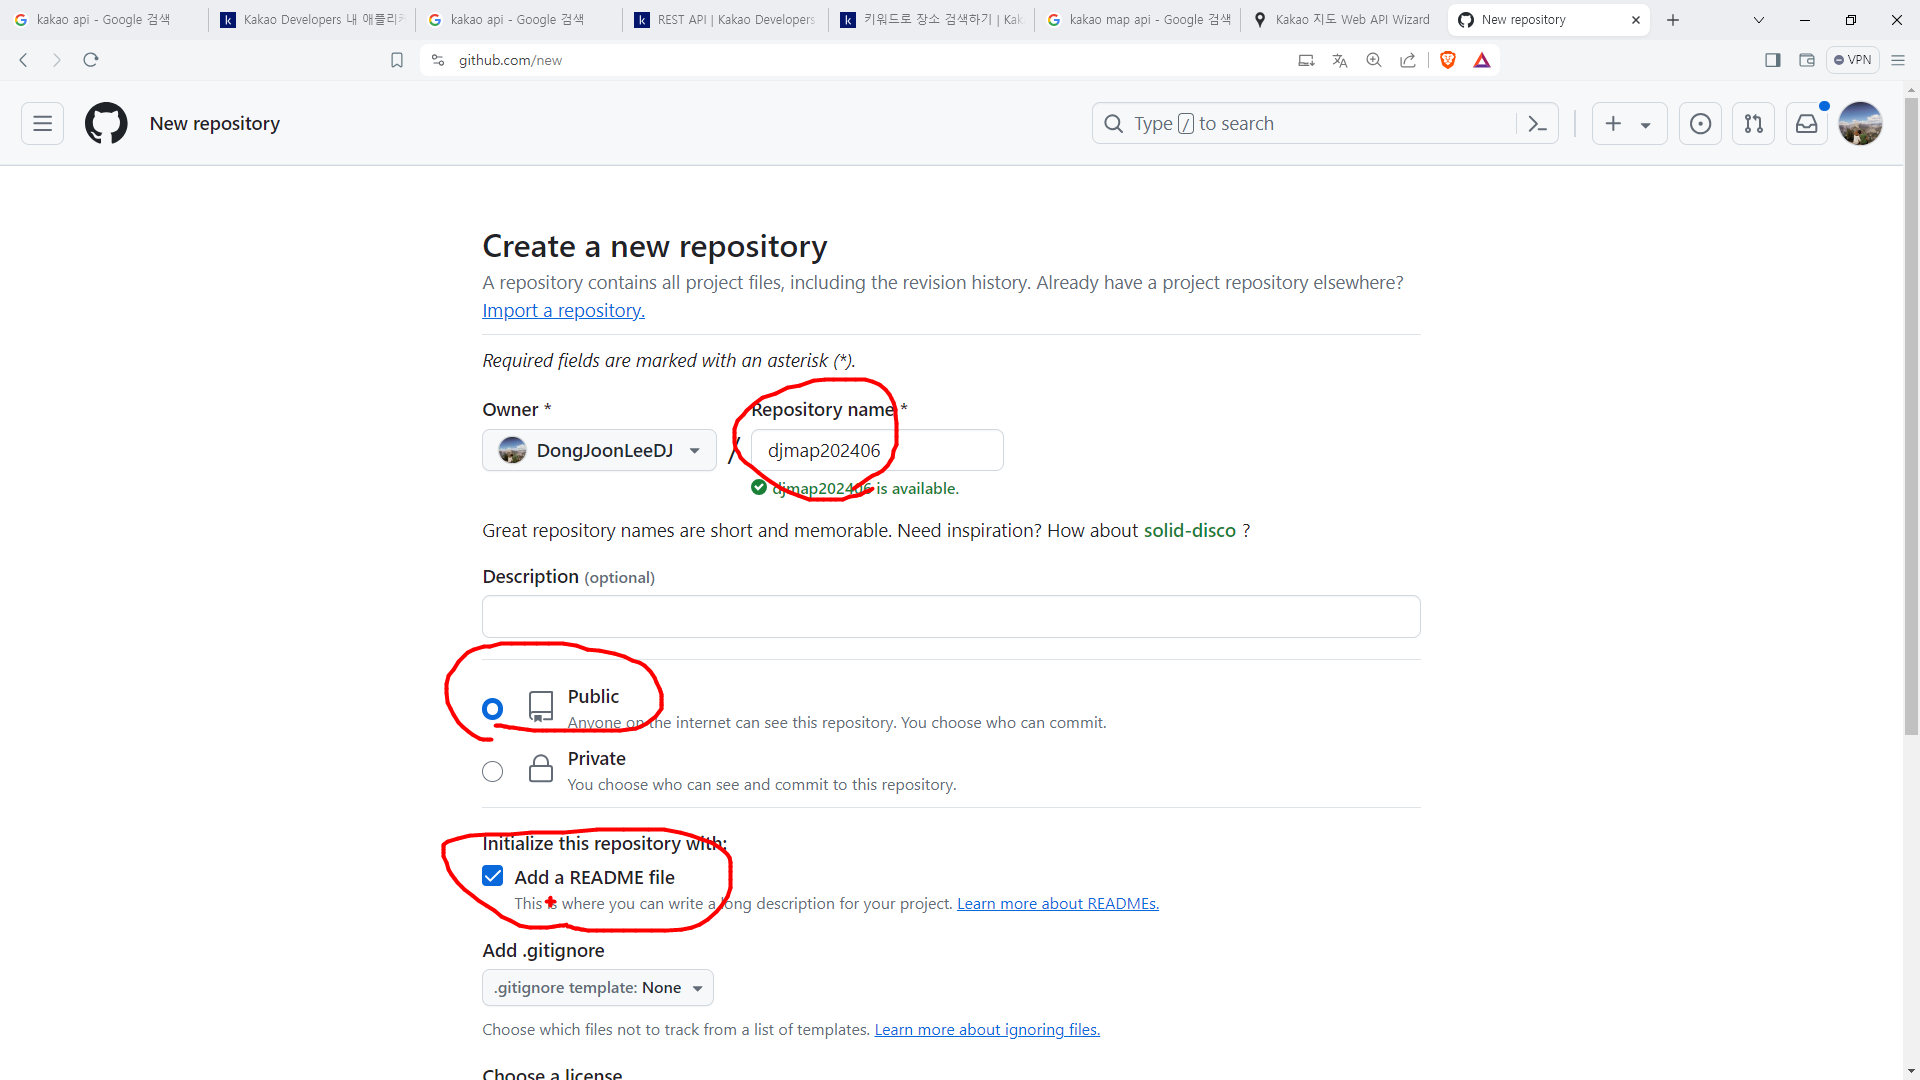 kakao api - Google 검색
Kakao Developers 내 애플리
kakao api - Google 검색
REST API | Kakao Developers
키워드로 장소 검색하기 | Kak
kakao map api - Google 검색
Kakao 지도 Web API Wizard
New repository
github.com/new
VPN
New repository
Type / to search
Create a new repository
A repository contains all project files, including the revision history. Already have a project repository elsewhere?
Import a repository.
Required fields are marked with an asterisk (*).
Owner *
Repository name *
DongJoonLeeDJ
/
djmap202406
djmap202406 is available.
Great repository names are short and memorable. Need inspiration? How about solid-disco ?
Description (optional)
Public
Anyone on the internet can see this repository. You choose who can commit.
Private
You choose who can see and commit to this repository.
Initialize this repository with:
Add a README file
This is where you can write a long description for your project. Learn more about READMEs.
Add .gitignore
.gitignore template: None
Choose which files not to track from a list of templates. Learn more about ignoring files.
Choose a license